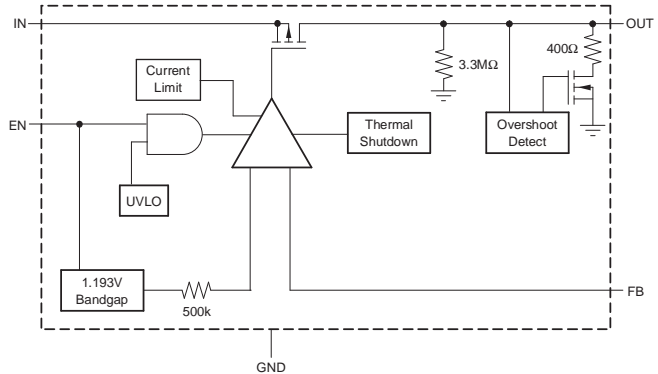 IN
OUT
400Ω
3.3MΩ
Current
Limit
EN
Thermal
Shutdown
Overshoot
Detect
UVLO
1.193V
Bandgap
500k
FB
GND